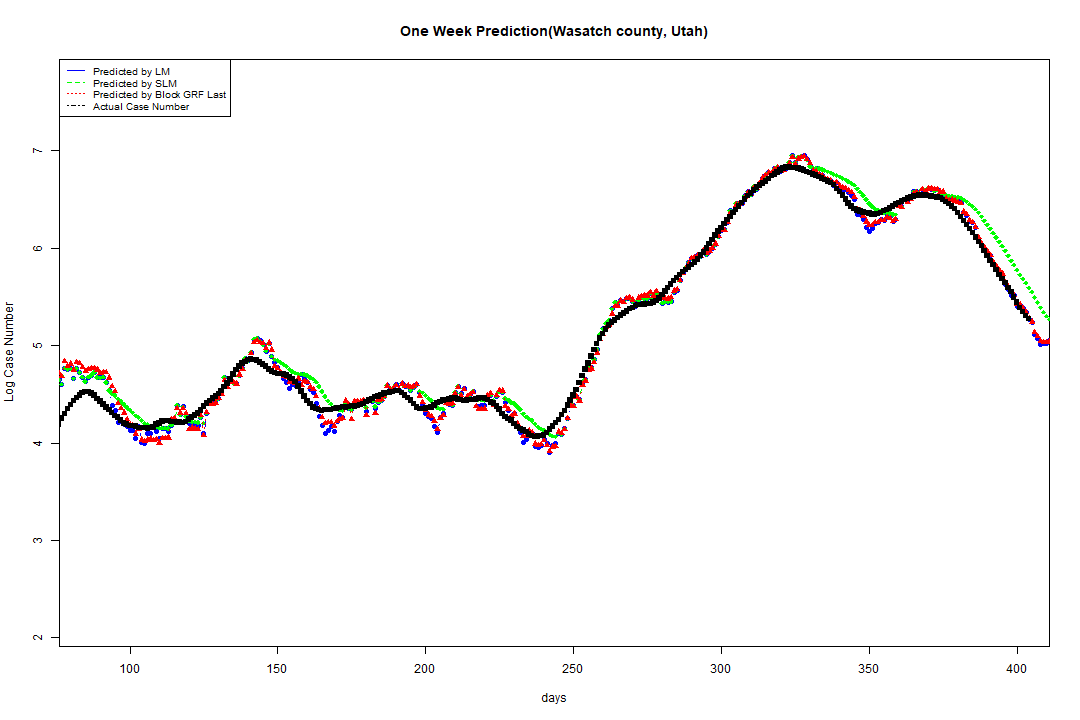 One Week Prediction(Wasatch county, Utah)
Predicted by LM
Predicted by SLM
Predicted by Block GRF Last
Actual Case Number
7
6
5
4
3
2
Log Case Number
100 150 200 250 300 350 400
days